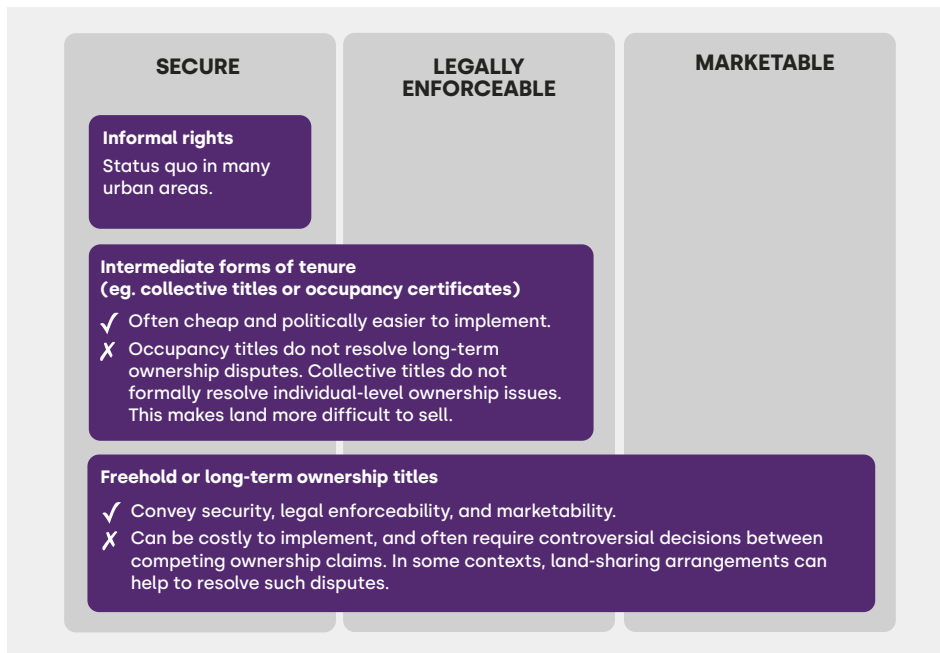 SECURE
LEGALLY
ENFORCEABLE
MARKETABLE
Informal rights
Status quo in many
urban areas.
Intermediate forms of tenure
(eg. collective titles or occupancy certificates)
✓ Often cheap and politically easier to implement.
✗ Occupancy titles do not resolve long-term
ownership disputes. Collective titles do not
formally resolve individual-level ownership issues.
This makes land more difficult to sell.
Freehold or long-term ownership titles
✓ Convey security, legal enforceability, and marketability.
✗ Can be costly to implement, and often require controversial decisions between
competing ownership claims. In some contexts, land-sharing arrangements can
help to resolve such disputes.